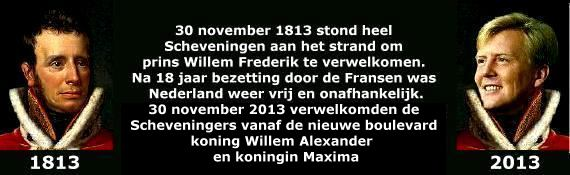 30 november 1813 stond heel
Scheveningen aan het strand om
prins Willem Frederik te verwelkomen.
Na 18 jaar bezetting door de Fransen was
Nederland weer vrij en onafhankelijk.
30 november 2013 verwelkomden de
Scheveningers vanaf de nieuwe boulevard
koning Willem Alexander
en koningin Maxima
1813
2013